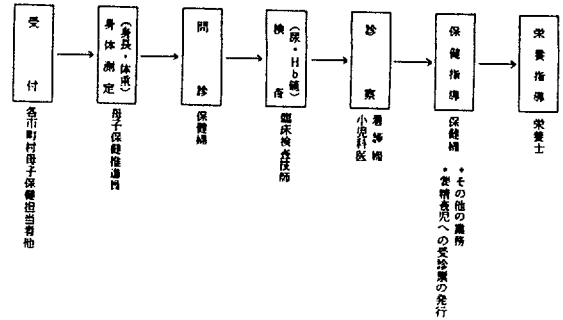 受付
各市町村母子保健担当者他
身体測定
(身長・体重)
母子保健推進員
問診
保健婦
検査
(尿・Hb値)
臨床検査技師
診察
看護婦
小児科医
保健指導
保健婦
*その他の業務
*要精査児への受診票の発行
栄養指導
栄養士